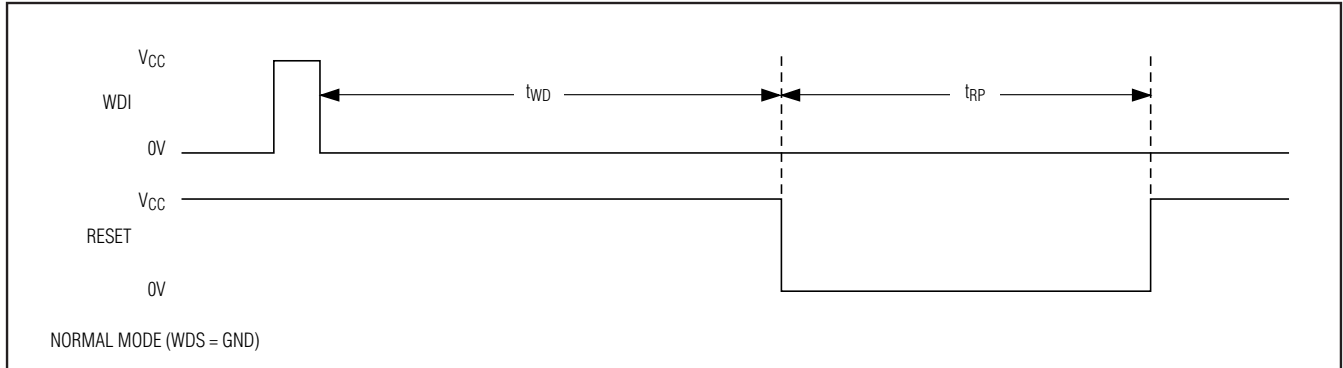 VCC
WDI
tWD
tRP
0V
VCC
RESET
0V
NORMAL MODE (WDS = GND)